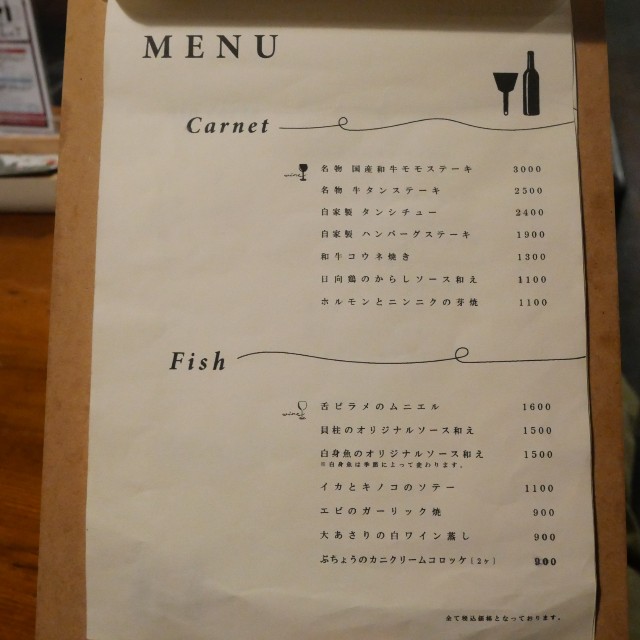 MENU
Carnet
wine 名物 国産和牛モモステーキ 3000
名物 牛タンステーキ 2500
自家製 タンシチュー 2400
自家製 ハンバーグステーキ 1900
和牛コウネ焼き 1300
日向鶏のからしソース和え 1100
ホルモンとニンニクの芽焼 1100
Fish
wine 舌ビラメのムニエル 1600
貝柱のオリジナルソース和え 1500
白身魚のオリジナルソース和え 1500
※白身魚は季節によって変わります。
イカとキノコのソテー 1100
エビのガーリック焼 900
大あさりの白ワイン蒸し 900
ぶちょうのカニクリームコロッケ(2ヶ) 900
全て税込価格となっております。